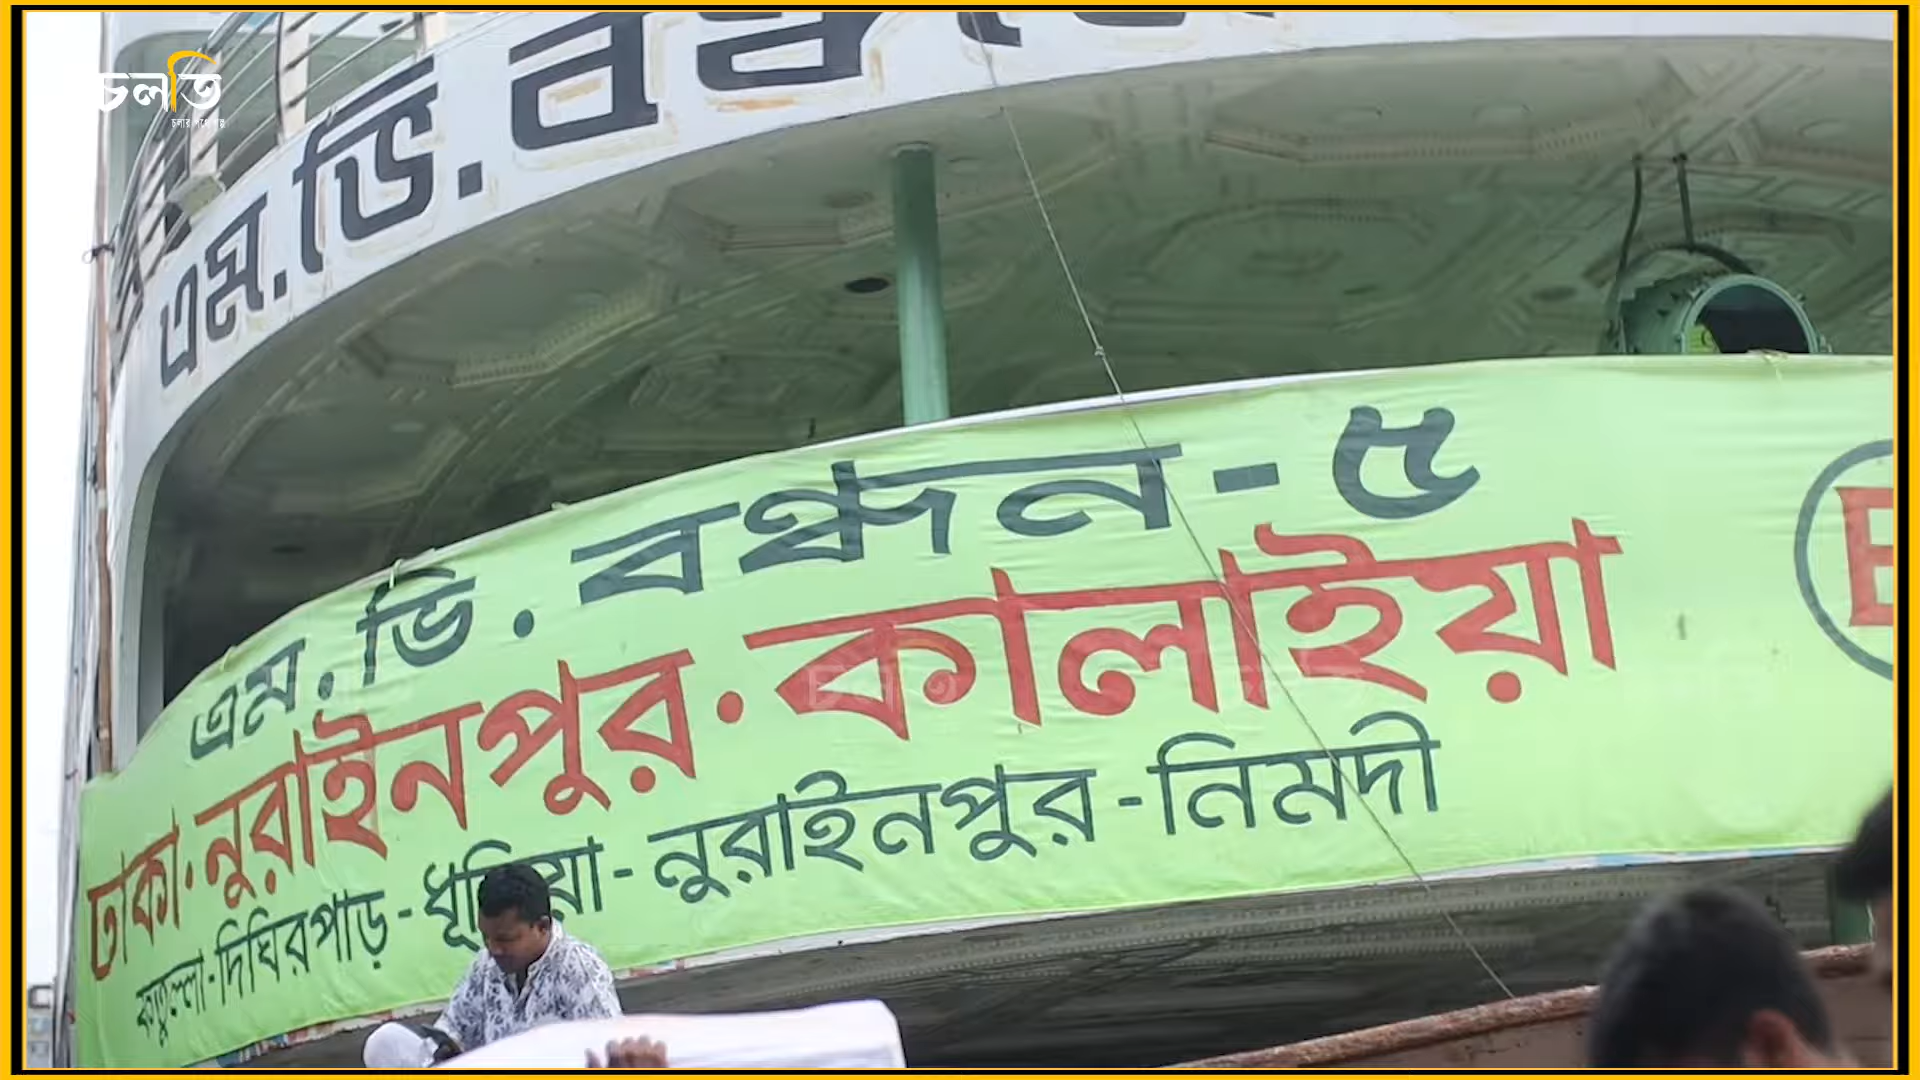 চলতি
এম.ভি.
এম.ভি. বন্ধন-৫
ঢাকা.নুরাইনপুর.কালাইয়া
দিঘিরপাড়-ধূলিয়া-নুরাইনপুর-নিমদী